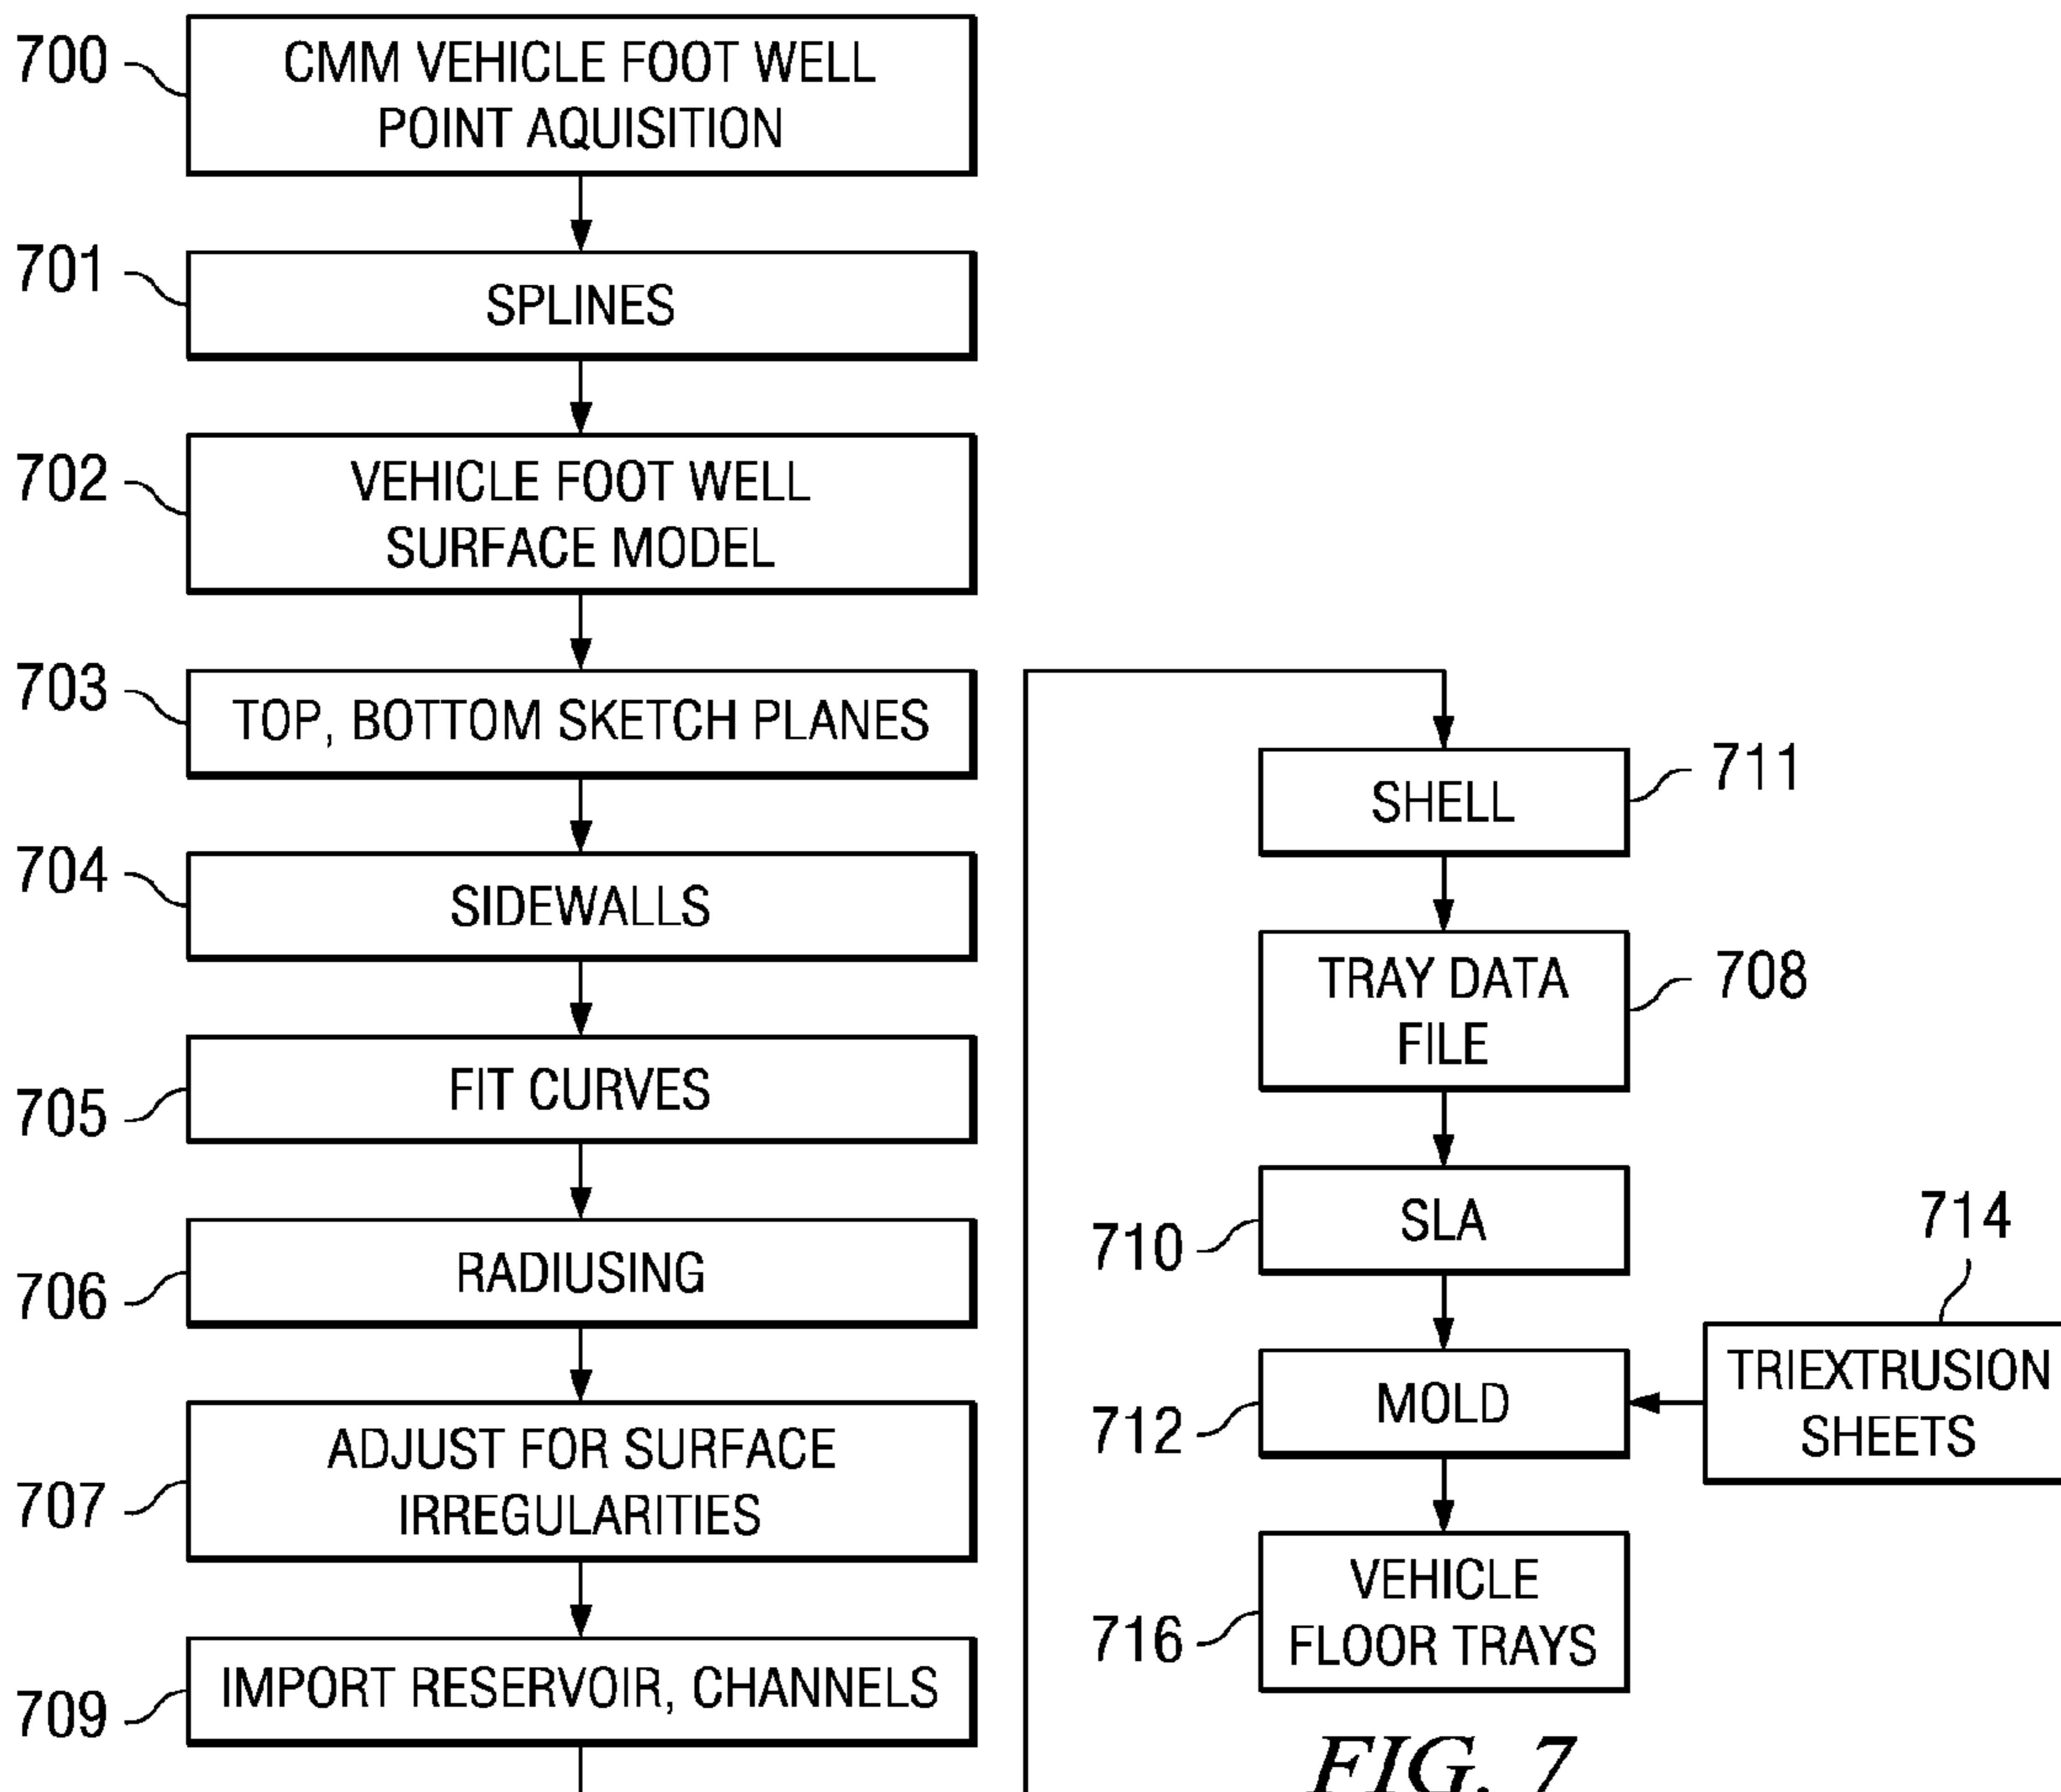 700
CMM VEHICLE FOOT WELL
POINT AQUISITION
701
SPLINES
702
VEHICLE FOOT WELL
SURFACE MODEL
703
TOP, BOTTOM SKETCH PLANES
704
SIDEWALLS
705
FIT CURVES
706
RADIUSING
707
ADJUST FOR SURFACE
IRREGULARITIES
709
IMPORT RESERVOIR, CHANNELS
711
SHELL
708
TRAY DATA
FILE
710
SLA
714
TRIEXTRUSION
SHEETS
712
MOLD
716
VEHICLE
FLOOR TRAYS
FIG. 7